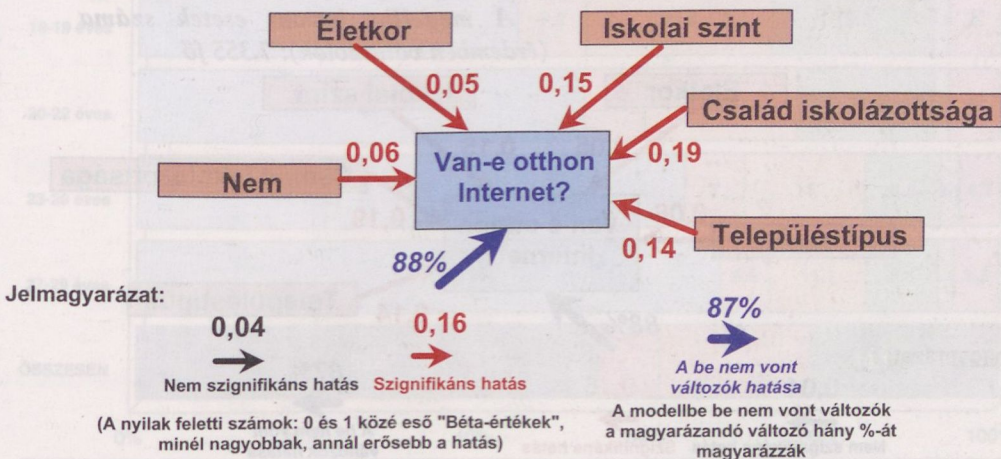 Életkor
Iskolai szint
0,05
0,15
Család iskolázottsága
0,06
0,19
Nem
Van-e otthon
Internet?
0,14
Településtípus
88%
Jelmagyarázat:
0,04
0,16
87%
Nem szignifikáns hatás
Szignifikáns hatás
A be nem vont
változók hatása
(A nyilak feletti számok: 0 és 1 közé eső "Béta-értékek",
minél nagyobbak, annál erősebb a hatás)
A modellbe be nem vont változók
a magyarázandó változó hány %-át
magyarázzák